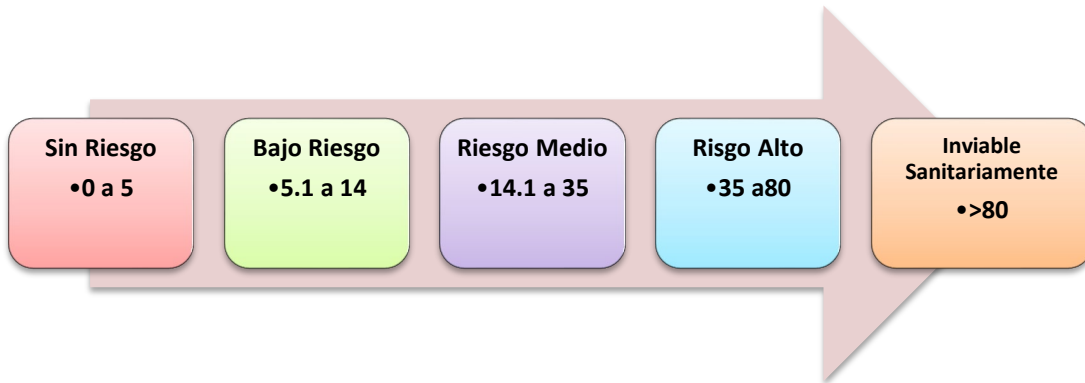 Sin Riesgo
•0 a 5
Bajo Riesgo
•5.1 a 14
Riesgo Medio
•14.1 a 35
Risgo Alto
•35 a80
Inviable
Sanitariamente
•>80